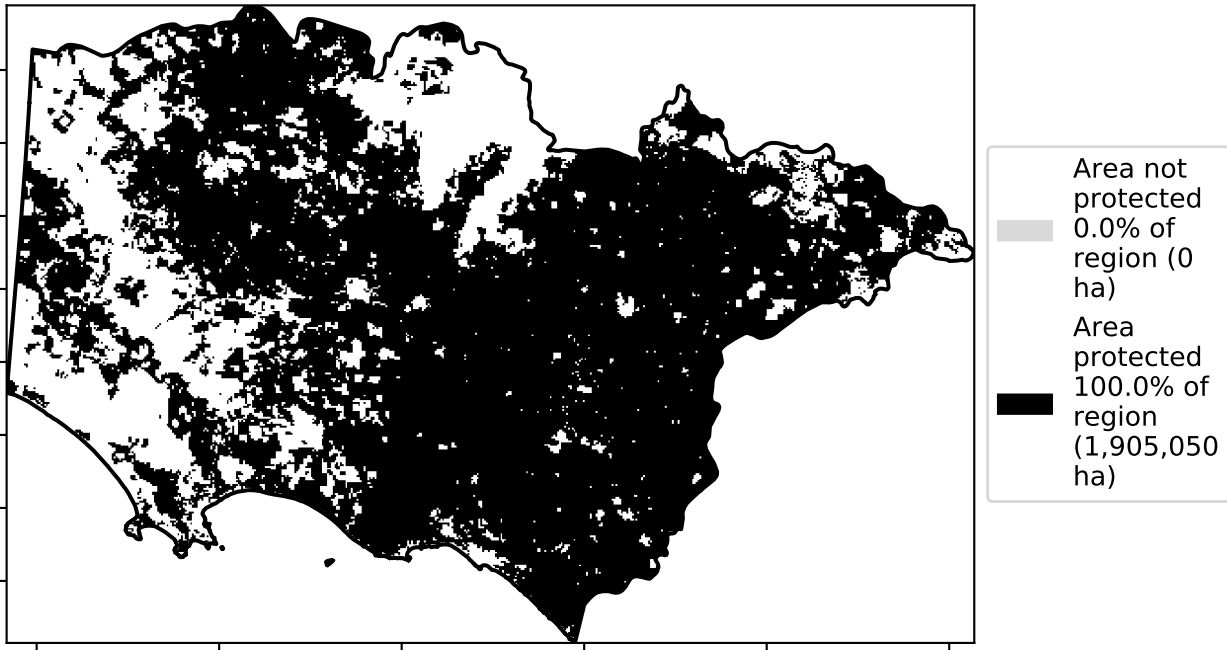 Area not
protected
0.0% of
region (0
ha)
Area
protected
100.0% of
region
(1,905,050
ha)